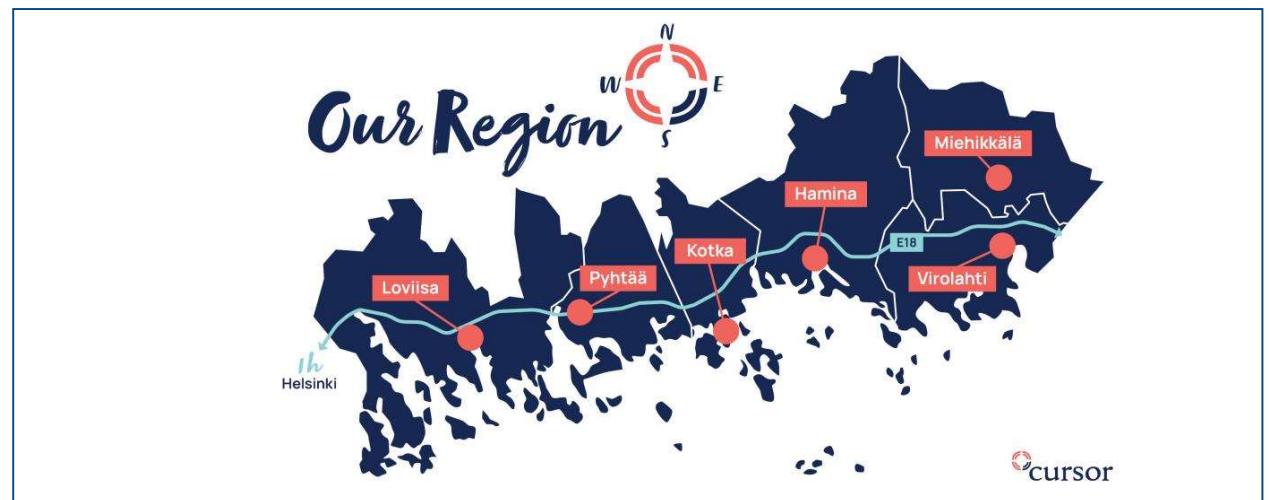 N
W E
S
Our Region
Miehikkälä
Hamina
E18
Kotka
Virolahti
Pyhtää
Loviisa
1h
Helsinki
cursor